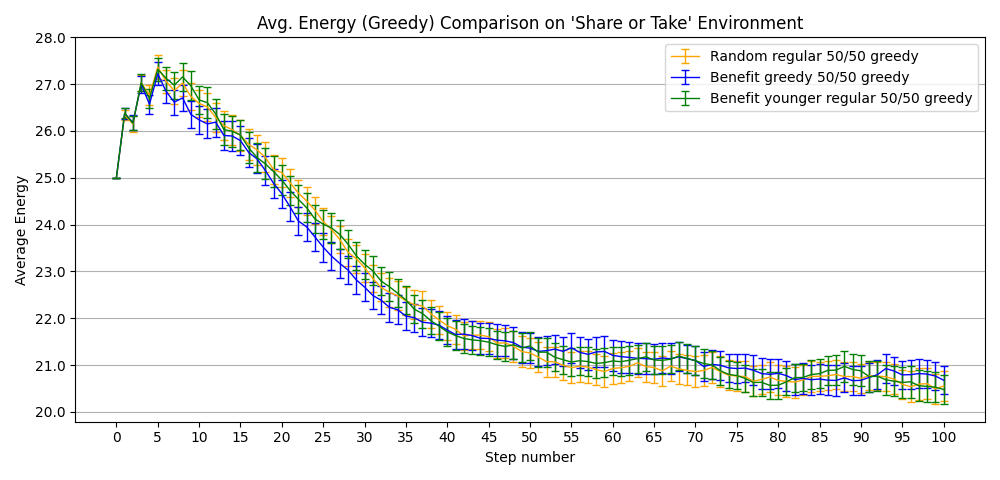 Avg. Energy (Greedy) Comparison on 'Share or Take' Environment
Random regular 50/50 greedy
Benefit greedy 50/50 greedy
Benefit younger regular 50/50 greedy
Average Energy
28.0
27.0
26.0
25.0
24.0
23.0
22.0
21.0
20.0
0 5 10 15 20 25 30 35 40 45 50 55 60 65 70 75 80 85 90 95 100
Step number